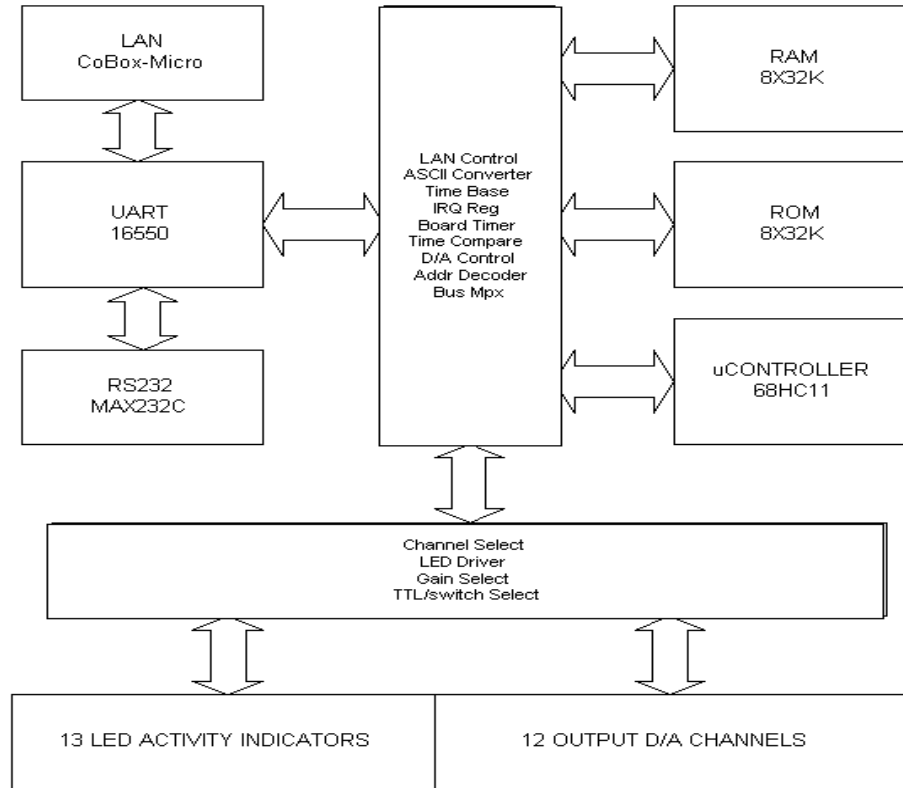 LAN
CoBox-Micro
RAM
8X32K
LAN Control
ASCII Converter
Time Base
IRQ Reg
Board Timer
Time Compare
D/A Control
Addr Decoder
Bus Mpx
UART
16550
ROM
8X32K
RS232
MAX232C
uCONTROLLER
68HC11
Channel Select
LED Driver
Gain Select
TTL/switch Select
13 LED ACTIVITY INDICATORS
12 OUTPUT D/A CHANNELS